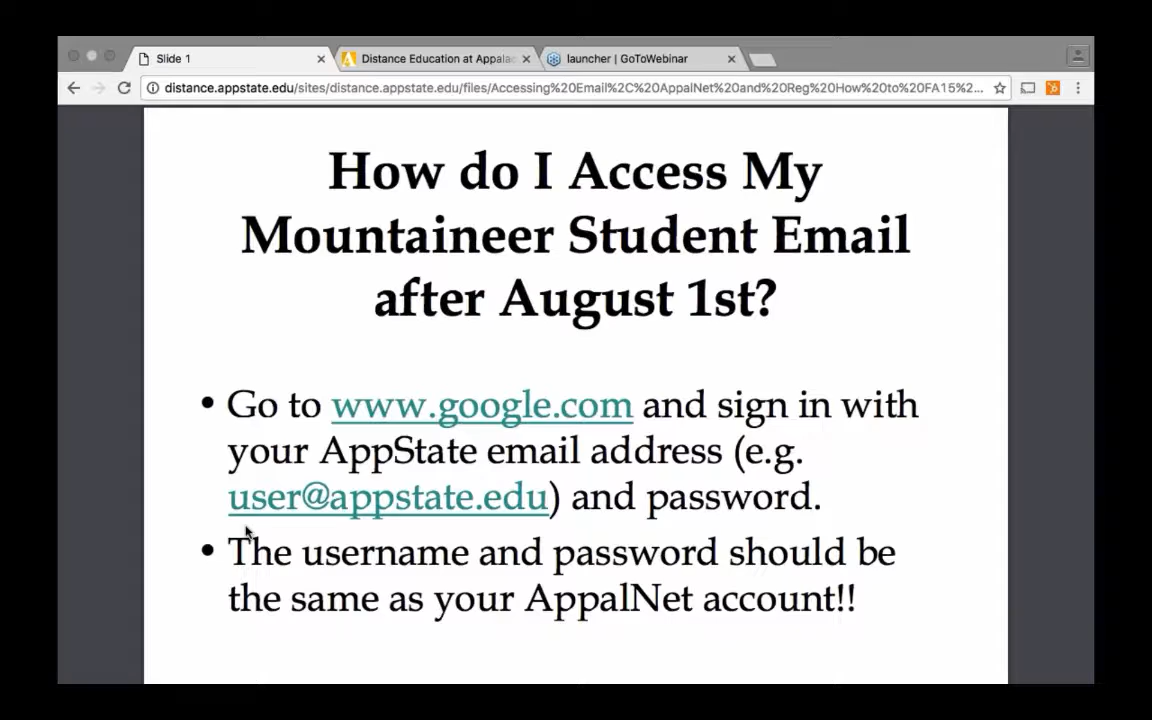 Slide 1
Distance Education at Appalac
launcher | GoToWebinar
distance.appstate.edu/sites/distance.appstate.edu/files/Accessing%20Email%2C%20AppalNet%20and%20Reg%20How%20to%20FA15%2...
How do I Access My
Mountaineer Student Email
after August 1st?
• Go to www.google.com and sign in with
your AppState email address (e.g.
user@appstate.edu) and password.
• The username and password should be
the same as your AppalNet account!!